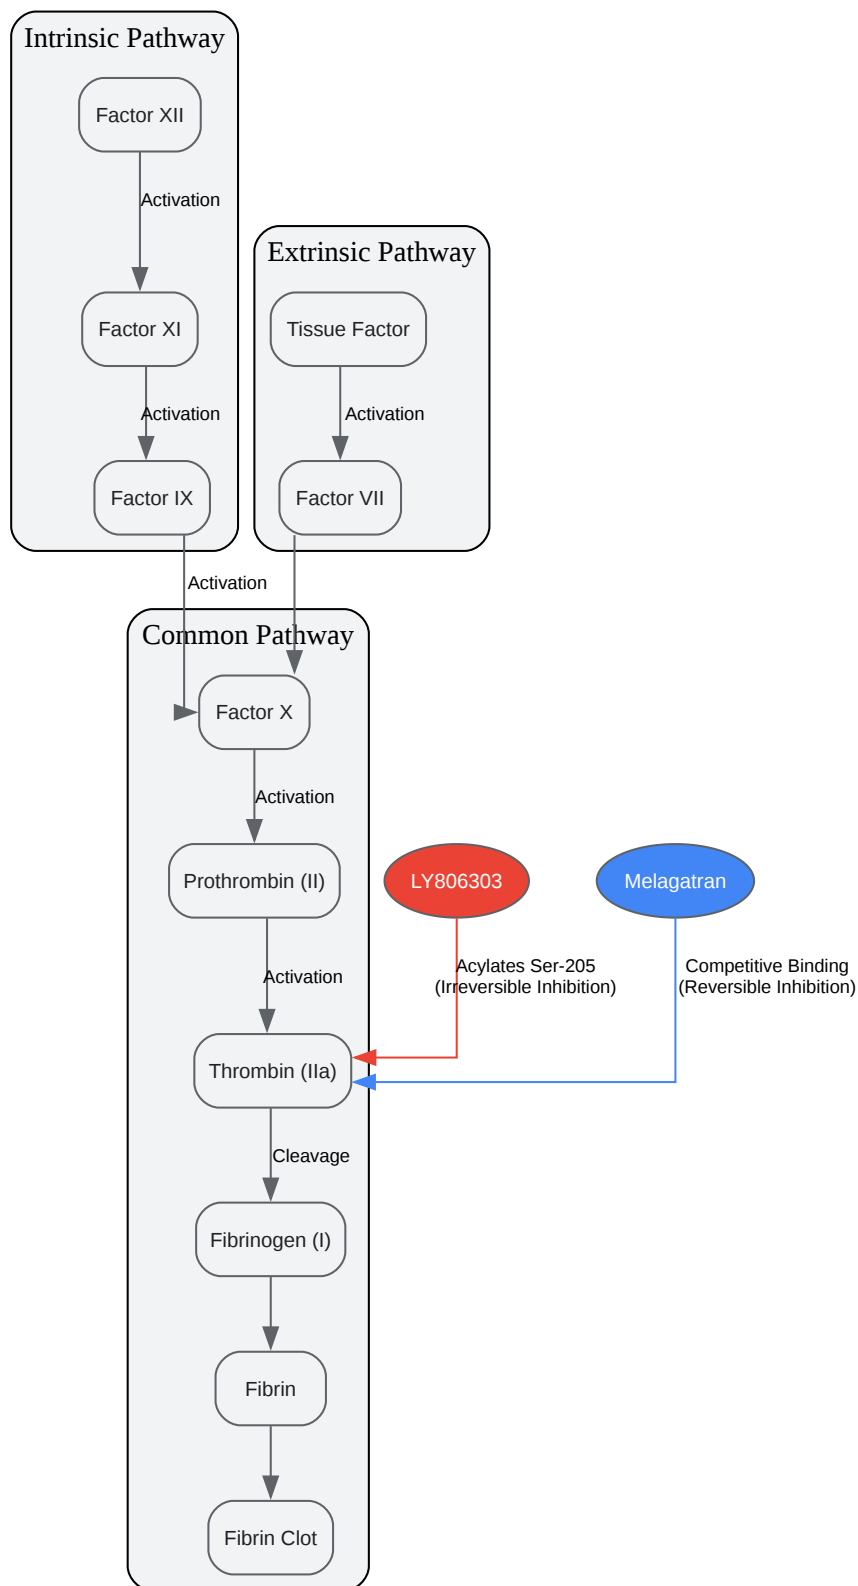 Intrinsic Pathway
Factor XII
Activation
Extrinsic Pathway
Factor XI
Tissue Factor
Activation
Activation
Factor IX
Factor VII
Activation
Common Pathway
Factor X
Activation
Prothrombin (II)
LY806303
Melagatran
Activation
Acylates Ser-205
(Irreversible Inhibition)
Competitive Binding
(Reversible Inhibition)
Thrombin (IIa)
Cleavage
Fibrinogen (I)
Fibrin
Fibrin Clot